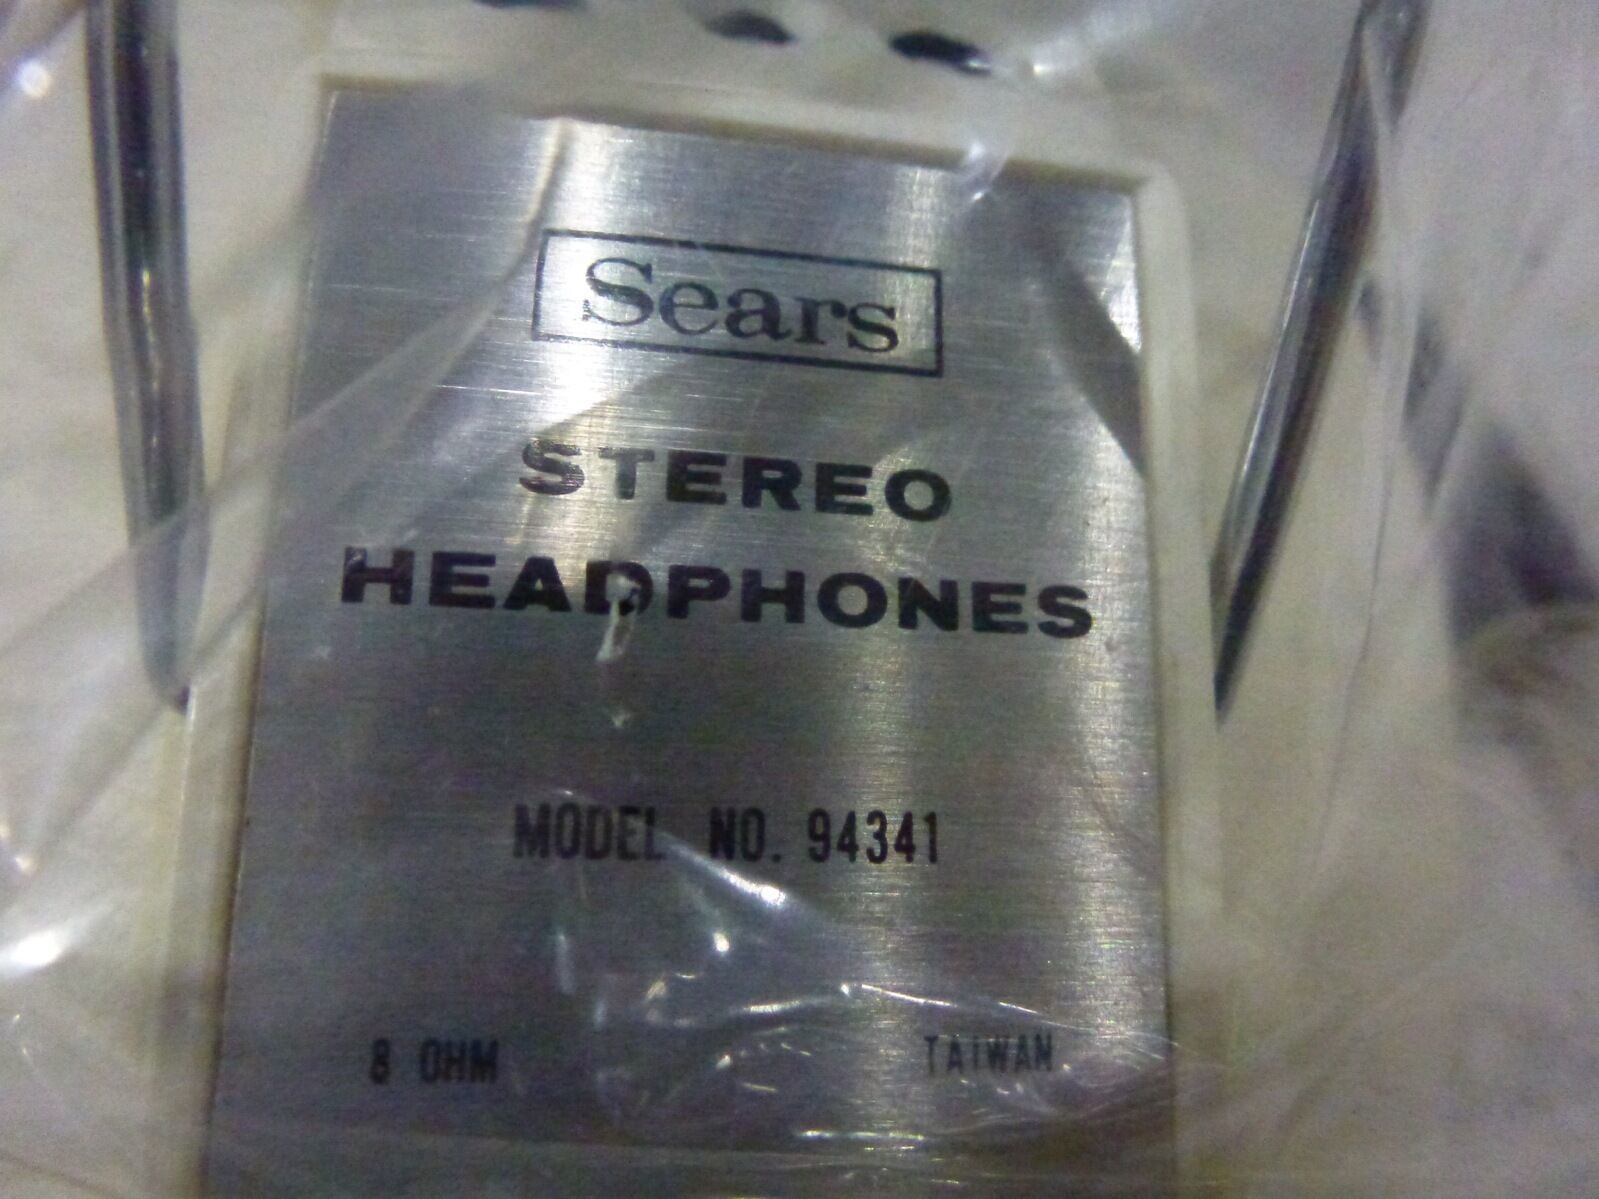 Sears
STEREO
HEADPHONES
MODEL NO. 94341
8 OHM TAIWAN